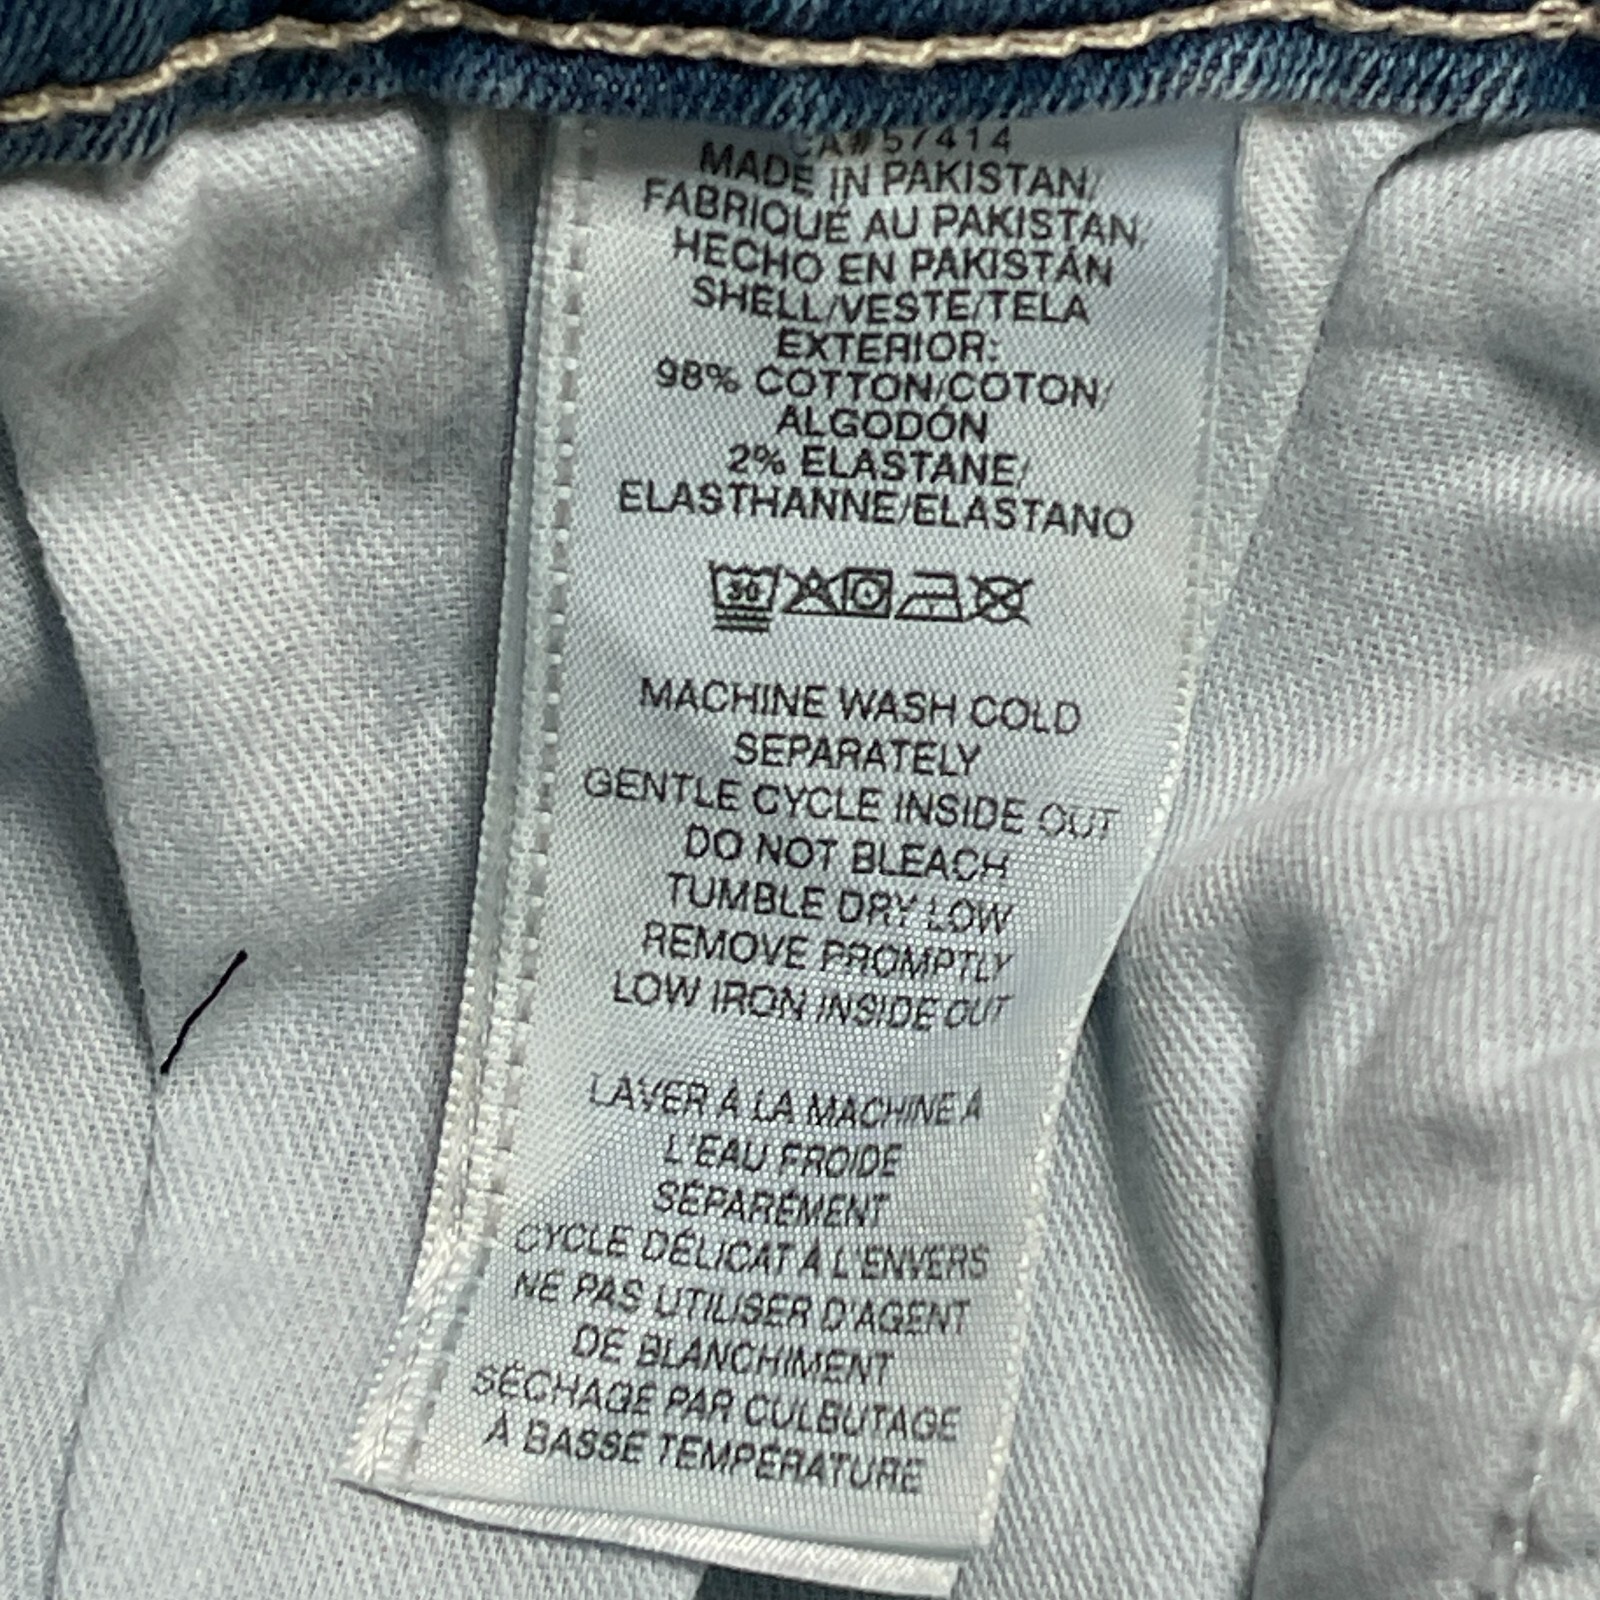 CA#57414
MADE IN PAKISTAN/
FABRIQUÉ AU PAKISTAN/
HECHO EN PAKISTÁN
SHELL/VESTE/TELA
EXTERIOR:
98% COTTON/COTON/
ALGODÓN
2% ELASTANE/
ELASTHANNE/ELASTANO
30
MACHINE WASH COLD
SEPARATELY
GENTLE CYCLE INSIDE OUT
DO NOT BLEACH
TUMBLE DRY LOW
REMOVE PROMPTLY
LOW IRON INSIDE OUT
LAVER À LA MACHINE À
L'EAU FROIDE
SÉPARÉMENT
CYCLE DÉLICAT À L'ENVERS
NE PAS UTILISER D'AGENT
DE BLANCHIMENT
SÉCHAGE PAR CULBUTAGE
À BASSE TEMPÉRATURE